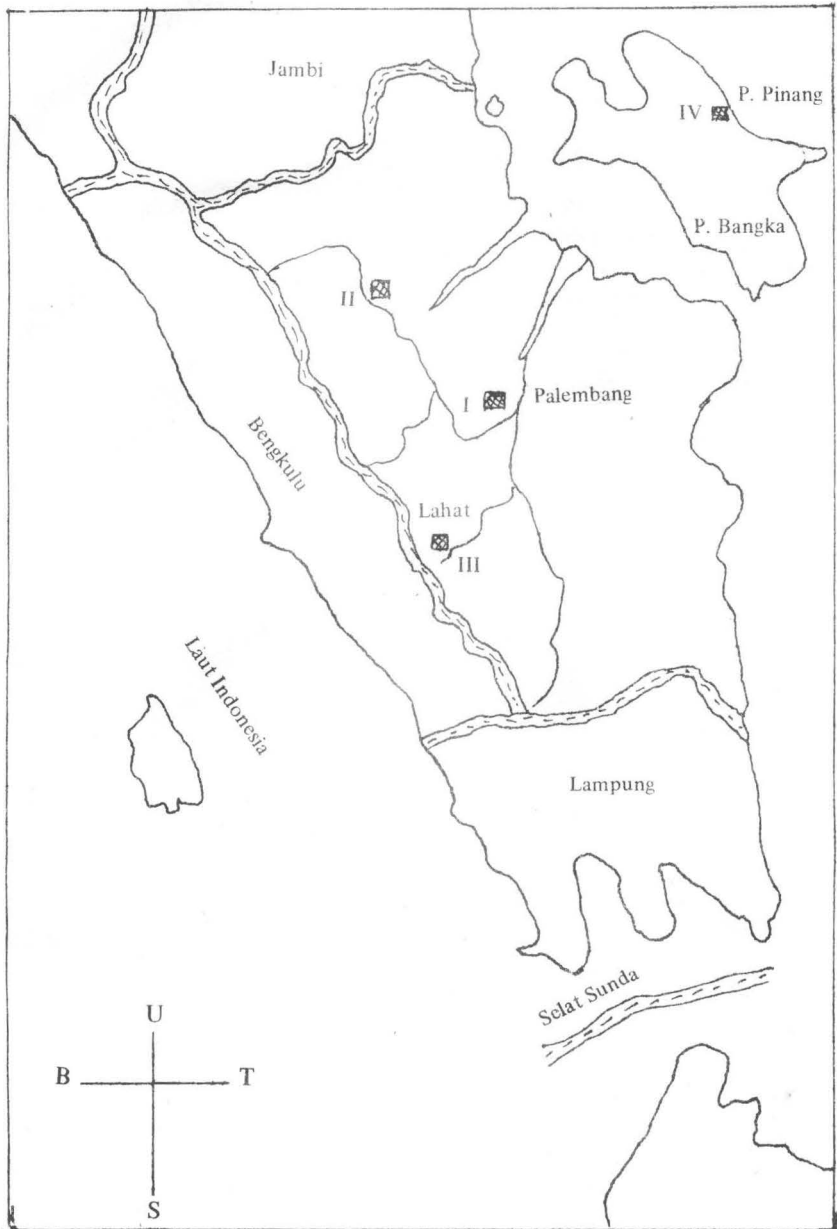 Jambi
P. Pinang
IV
P. Bangka
II
I
Palembang
Bengkulu
Lahat
III
Laut Indonesia
Lampung
Selat Sunda
U
B
T
S